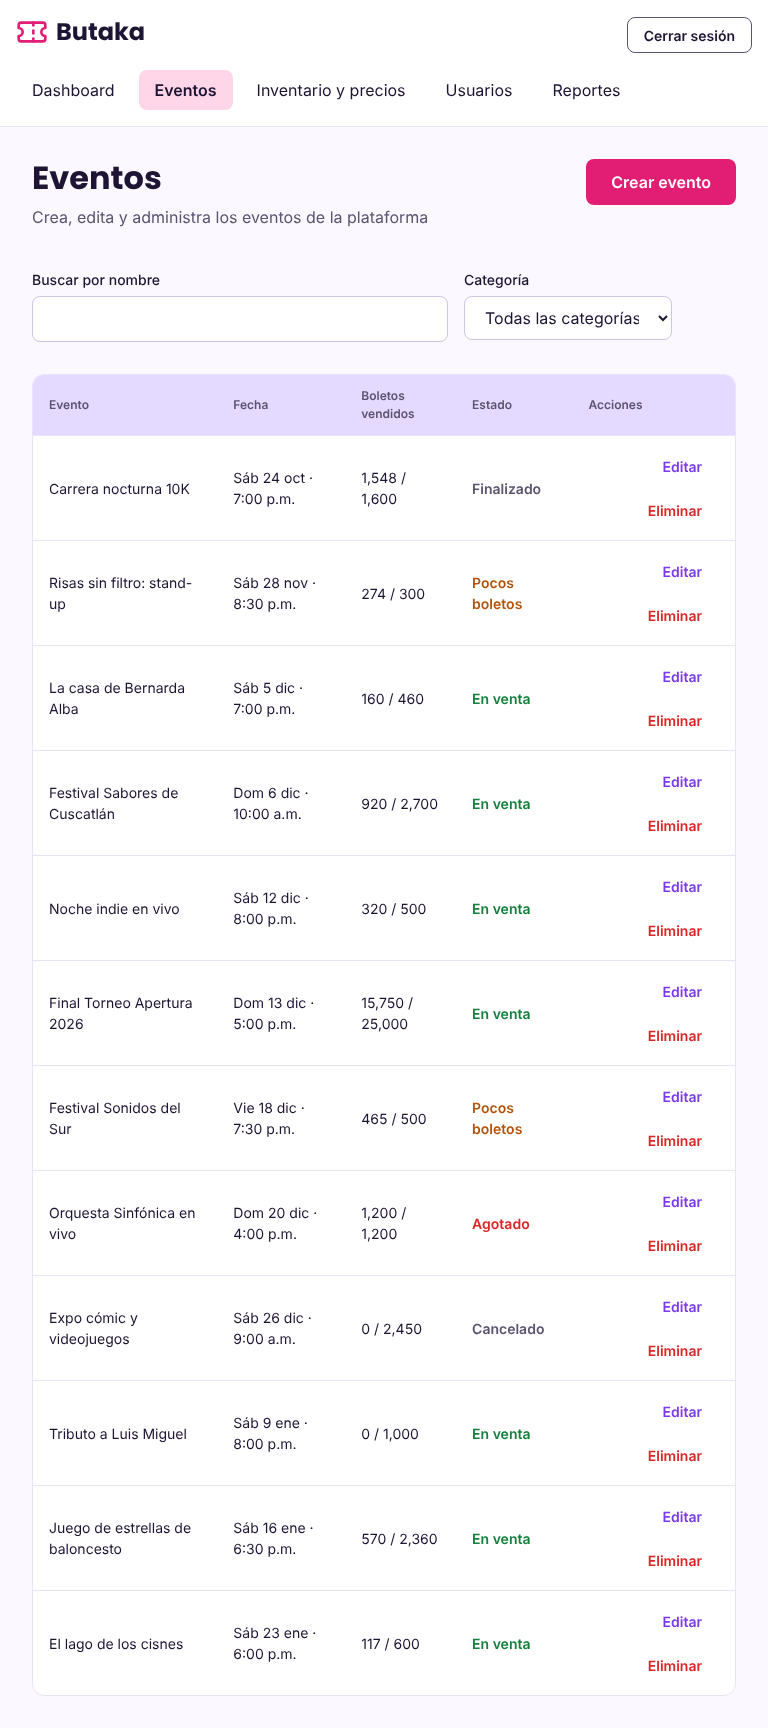 Butaka
Cerrar sesión
Dashboard
Eventos
Inventario y precios
Usuarios
Reportes
Eventos
Crear evento
Crea, edita y administra los eventos de la plataforma
Buscar por nombre
Categoría
Todas las categorías
Evento
Fecha
Boletos
vendidos
Estado
Acciones
Carrera nocturna 10K
Sáb 24 oct ·
7:00 p.m.
1,548 /
1,600
Finalizado
Editar
Eliminar
Risas sin filtro: stand-
up
Sáb 28 nov ·
8:30 p.m.
274 / 300
Pocos
boletos
Editar
Eliminar
La casa de Bernarda
Alba
Sáb 5 dic ·
7:00 p.m.
160 / 460
En venta
Editar
Eliminar
Festival Sabores de
Cuscatlán
Dom 6 dic ·
10:00 a.m.
920 / 2,700
En venta
Editar
Eliminar
Noche indie en vivo
Sáb 12 dic ·
8:00 p.m.
320 / 500
En venta
Editar
Eliminar
Final Torneo Apertura
2026
Dom 13 dic ·
5:00 p.m.
15,750 /
25,000
En venta
Editar
Eliminar
Festival Sonidos del
Sur
Vie 18 dic ·
7:30 p.m.
465 / 500
Pocos
boletos
Editar
Eliminar
Orquesta Sinfónica en
vivo
Dom 20 dic ·
4:00 p.m.
1,200 /
1,200
Agotado
Editar
Eliminar
Expo cómic y
videojuegos
Sáb 26 dic ·
9:00 a.m.
0 / 2,450
Cancelado
Editar
Eliminar
Tributo a Luis Miguel
Sáb 9 ene ·
8:00 p.m.
0 / 1,000
En venta
Editar
Eliminar
Juego de estrellas de
baloncesto
Sáb 16 ene ·
6:30 p.m.
570 / 2,360
En venta
Editar
Eliminar
El lago de los cisnes
Sáb 23 ene ·
6:00 p.m.
117 / 600
En venta
Editar
Eliminar